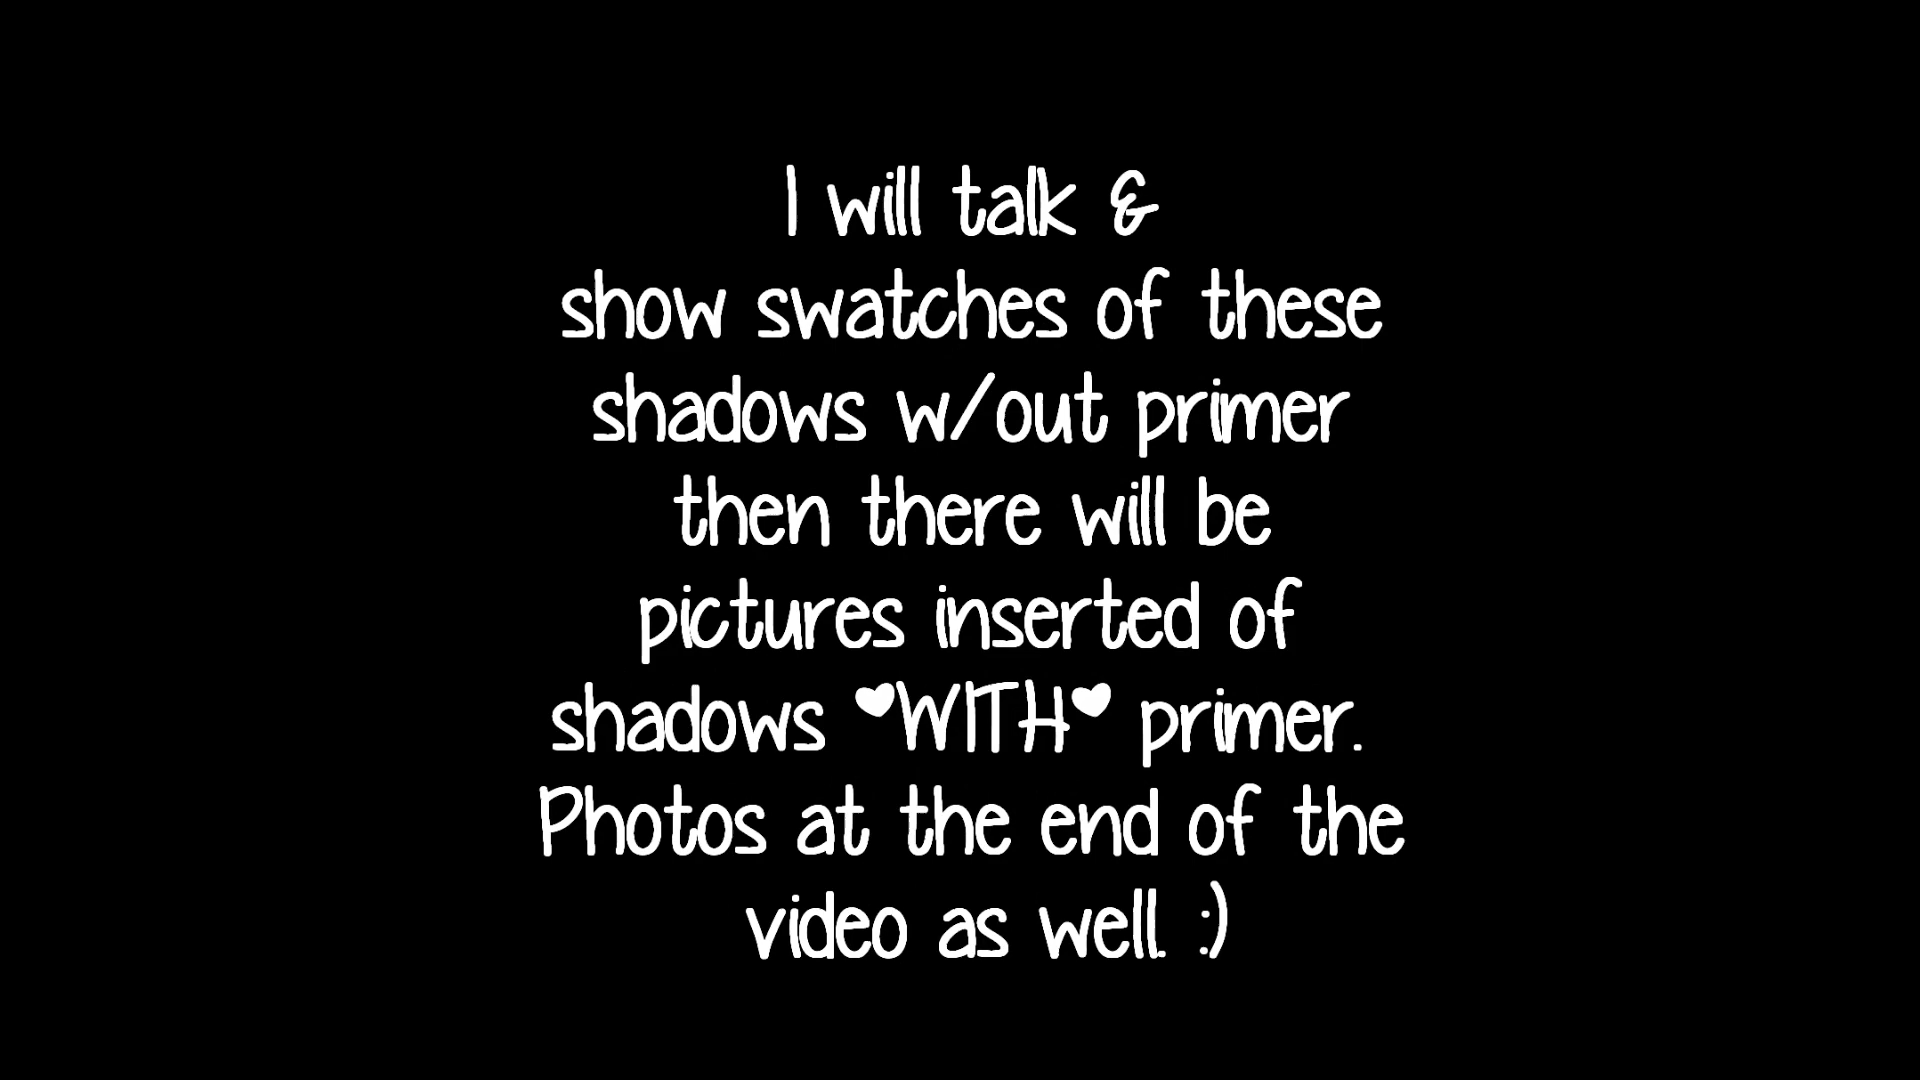 I will talk &
show swatches of these
shadows w/out primer
then there will be
pictures inserted of
shadows ♥WITH♥ primer.
Photos at the end of the
video as well. :)